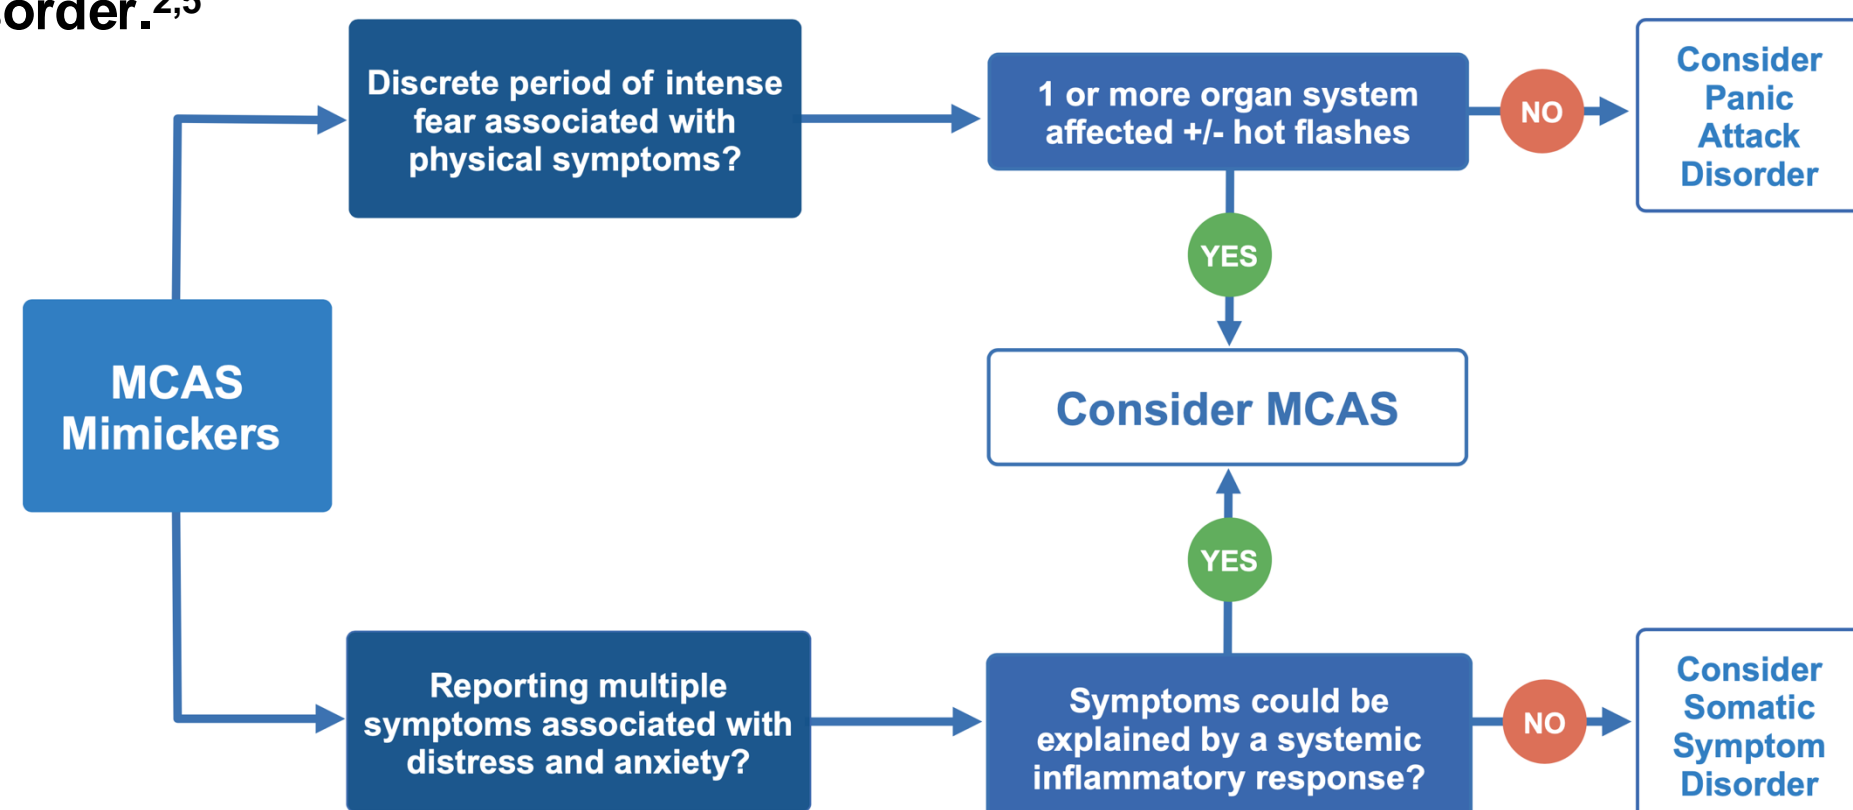 sorder.2,5
Discrete period of intense
fear associated with
physical symptoms?
1 or more organ system
affected +/- hot flashes
NO
Consider
Panic
Attack
Disorder
YES
MCAS
Mimickers
Consider MCAS
YES
Reporting multiple
symptoms associated with
distress and anxiety?
Symptoms could be
explained by a systemic
inflammatory response?
NO
Consider
Somatic
Symptom
Disorder